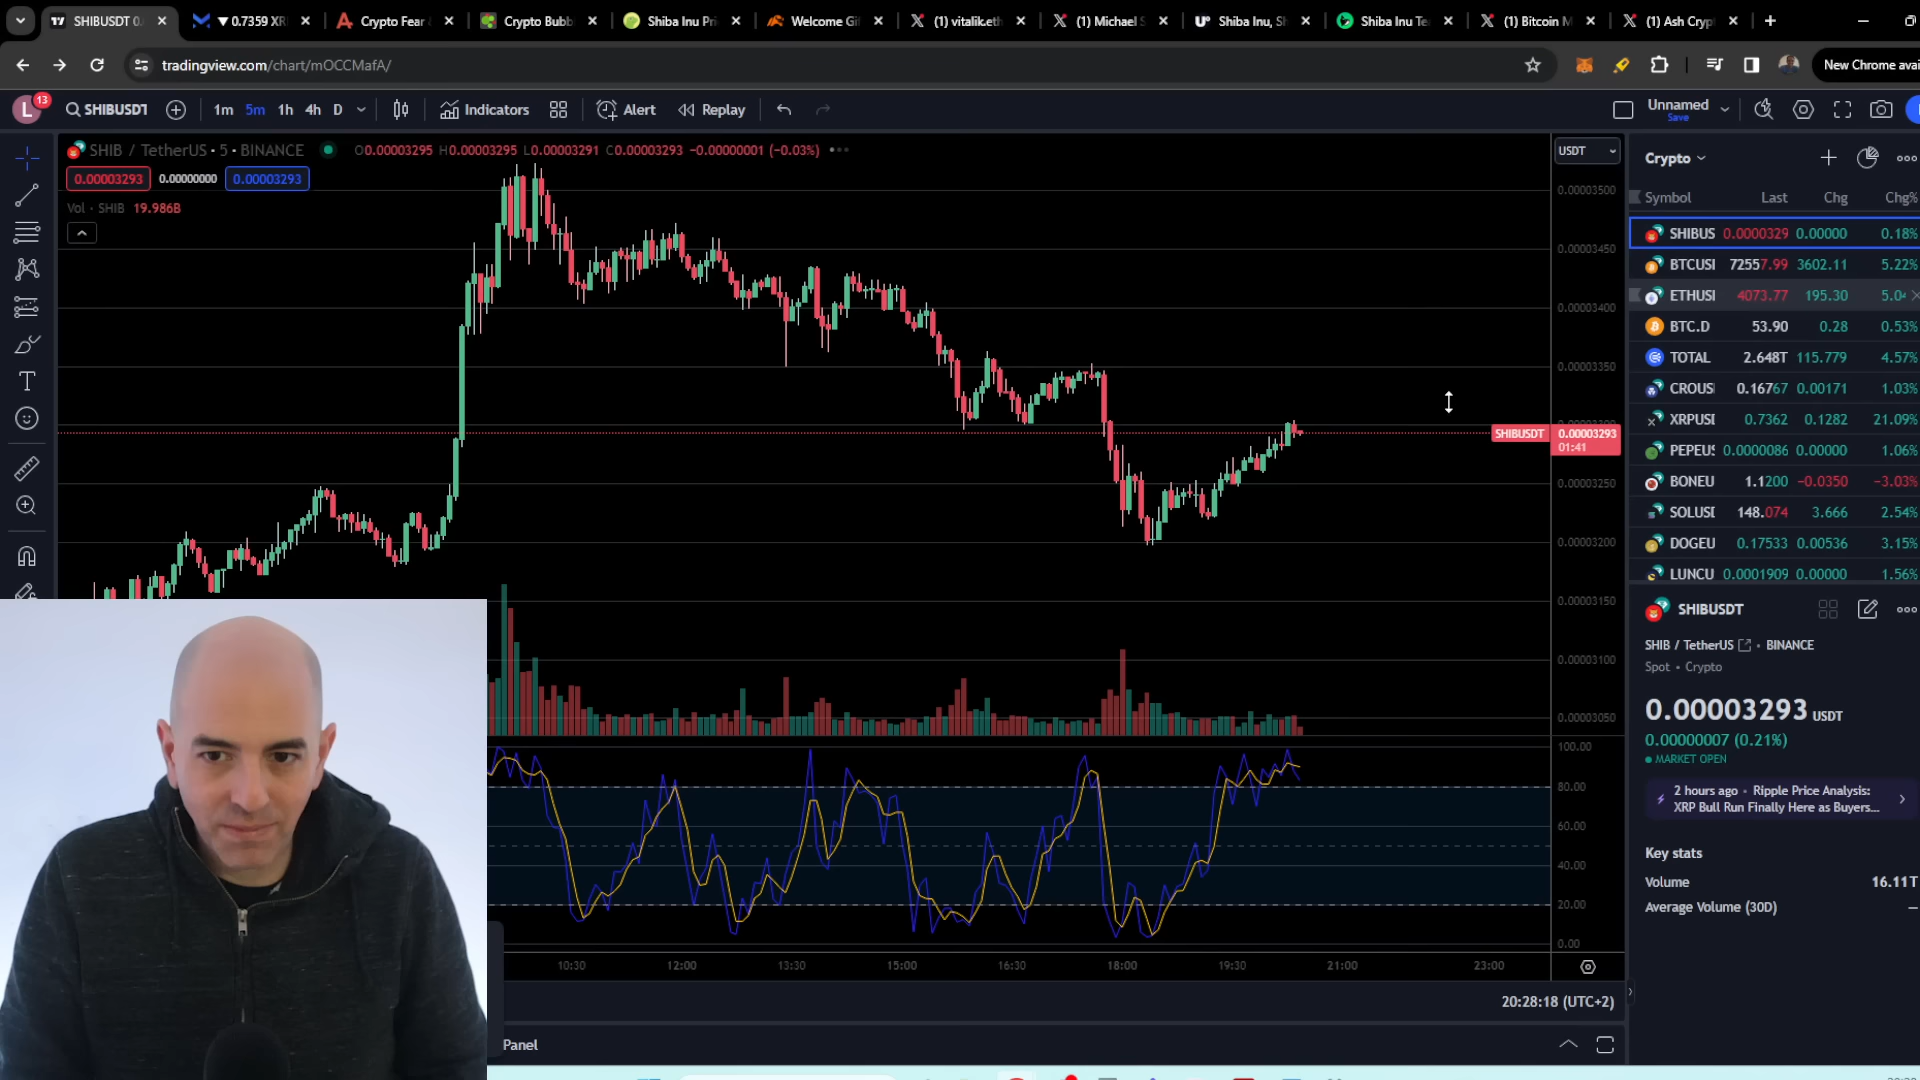 SHIBUSDT 0.
▼ 0.7359 XR
Crypto Fear
Crypto Bubb
Shiba Inu Pri
Welcome Gi
(1) vitalik.eth
(1) Michael S
Shiba Inu, S
Shiba Inu Te
(1) Bitcoin M
(1) Ash Cryp
tradingview.com/chart/mOCCMafA/
New Chrome avai
L
13
SHIBUSDT
1m 5m 1h 4h D
Indicators
Alert
Replay
Unnamed
Save
SHIB / TetherUS • 5 • BINANCE
O0.00003295 H0.00003295 L0.00003291 C0.00003293 −0.00000001 (−0.03%)
0.00003293 0.00000000 0.00003293
Vol • SHIB 19.986B
USDT
0.00003500
0.00003450
0.00003400
0.00003350
SHIBUSDT 0.00003293
01:41
0.00003250
0.00003200
0.00003150
0.00003100
0.00003050
100.00
80.00
60.00
40.00
20.00
0.00
10:30 12:00 13:30 15:00 16:30 18:00 19:30 21:00 23:00
20:28:18 (UTC+2)
Panel
Crypto
Symbol Last Chg Chg%
SHIBUS 0.0000329 0.00000 0.18%
BTCUSI 72557.99 3602.11 5.22%
ETHUSI 4073.77 195.30 5.0
BTC.D 53.90 0.28 0.53%
TOTAL 2.648T 115.779 4.57%
CROUSI 0.16767 0.00171 1.03%
XRPUSI 0.7362 0.1282 21.09%
PEPEUS 0.0000086 0.00000 1.06%
BONEU 1.1200 −0.0350 −3.03%
SOLUSI 148.074 3.666 2.54%
DOGEU 0.17533 0.00536 3.15%
LUNCU 0.0001909 0.00000 1.56%
SHIBUSDT
SHIB / TetherUS • BINANCE
Spot • Crypto
0.00003293 USDT
0.00000007 (0.21%)
MARKET OPEN
2 hours ago • Ripple Price Analysis:
XRP Bull Run Finally Here as Buyers...
Key stats
Volume 16.11T
Average Volume (30D) –